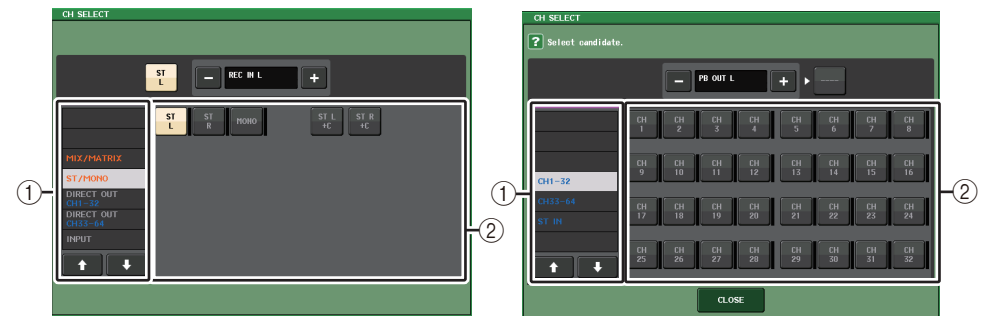 CH SELECT
ST L
− REC IN L +
MIX/MATRIX
ST/MONO
DIRECT OUT
CH1-32
DIRECT OUT
CH33-64
INPUT
ST L ST R MONO ST L +C ST R +C
①
②
CH SELECT
? Select candidate.
− PB OUT L + ----
CH1-32
CH33-64
ST IN
CH 1 CH 2 CH 3 CH 4 CH 5 CH 6 CH 7 CH 8
CH 9 CH 10 CH 11 CH 12 CH 13 CH 14 CH 15 CH 16
CH 17 CH 18 CH 19 CH 20 CH 21 CH 22 CH 23 CH 24
CH 25 CH 26 CH 27 CH 28 CH 29 CH 30 CH 31 CH 32
①
②
CLOSE